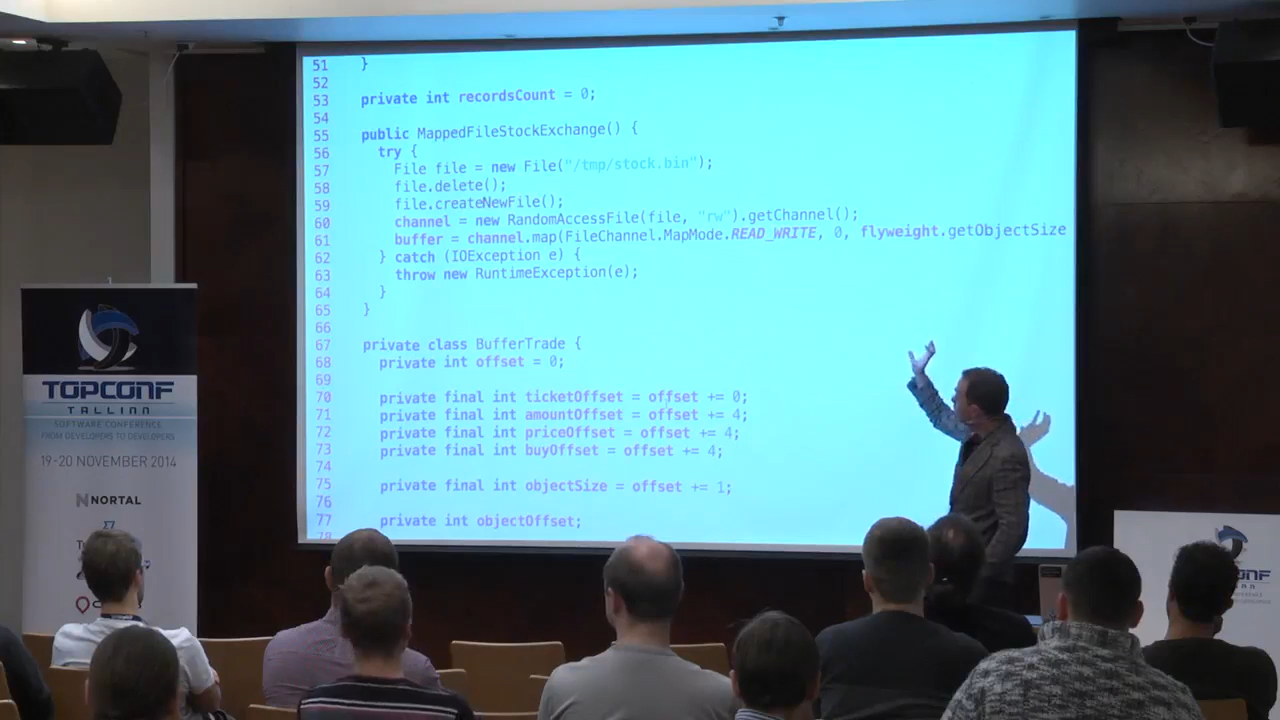 51 }
52
53 private int recordsCount = 0;
54
55 public MappedFileStockExchange() {
56 try {
57 File file = new File("/tmp/stock.bin");
58 file.delete();
59 file.createNewFile();
60 channel = new RandomAccessFile(file, "rw").getChannel();
61 buffer = channel.map(FileChannel.MapMode.READ_WRITE, 0, flyweight.getObjectSize
62 } catch (IOException e) {
63 throw new RuntimeException(e);
64 }
65 }
66
67 private class BufferTrade {
68 private int offset = 0;
69
70 private final int ticketOffset = offset += 0;
71 private final int amountOffset = offset += 4;
72 private final int priceOffset = offset += 4;
73 private final int buyOffset = offset += 4;
74
75 private final int objectSize = offset += 1;
76
77 private int objectOffset;
78
TOPCONF
TALLINN
SOFTWARE CONFERENCE
FROM DEVELOPERS TO DEVELOPERS
19-20 NOVEMBER 2014
NORTAL